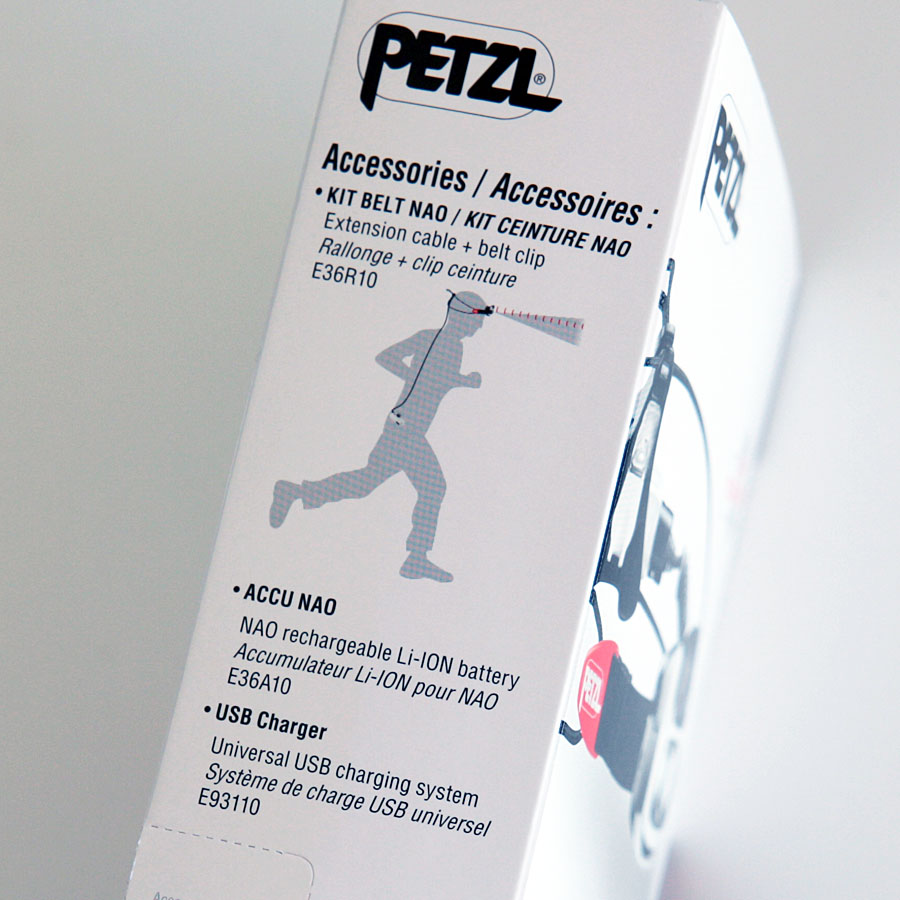 PETZL®
Accessories / Accessoires :
• KIT BELT NAO / KIT CEINTURE NAO
Extension cable + belt clip
Rallonge + clip ceinture
E36R10
• ACCU NAO
NAO rechargeable Li-ION battery
Accumulateur Li-ION pour NAO
E36A10
• USB Charger
Universal USB charging system
Système de charge USB universel
E93110
PETZL
PETZL